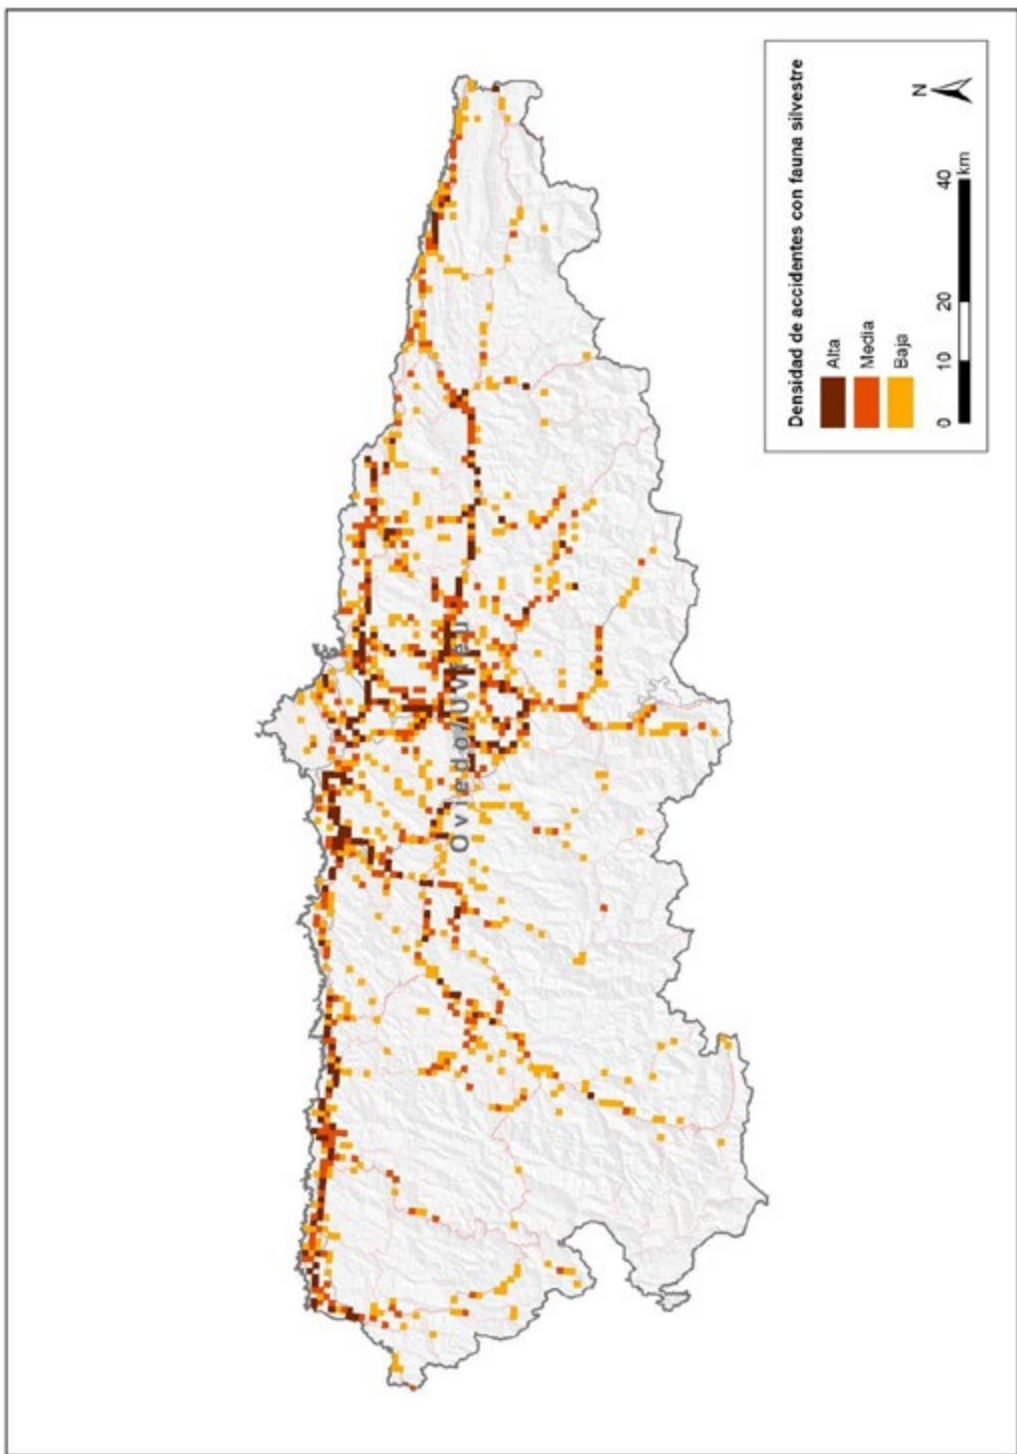 Oviedo/Uviéu
Densidad de accidentes con fauna silvestre
Alta
Media
Baja
N
0 10 20 40
km